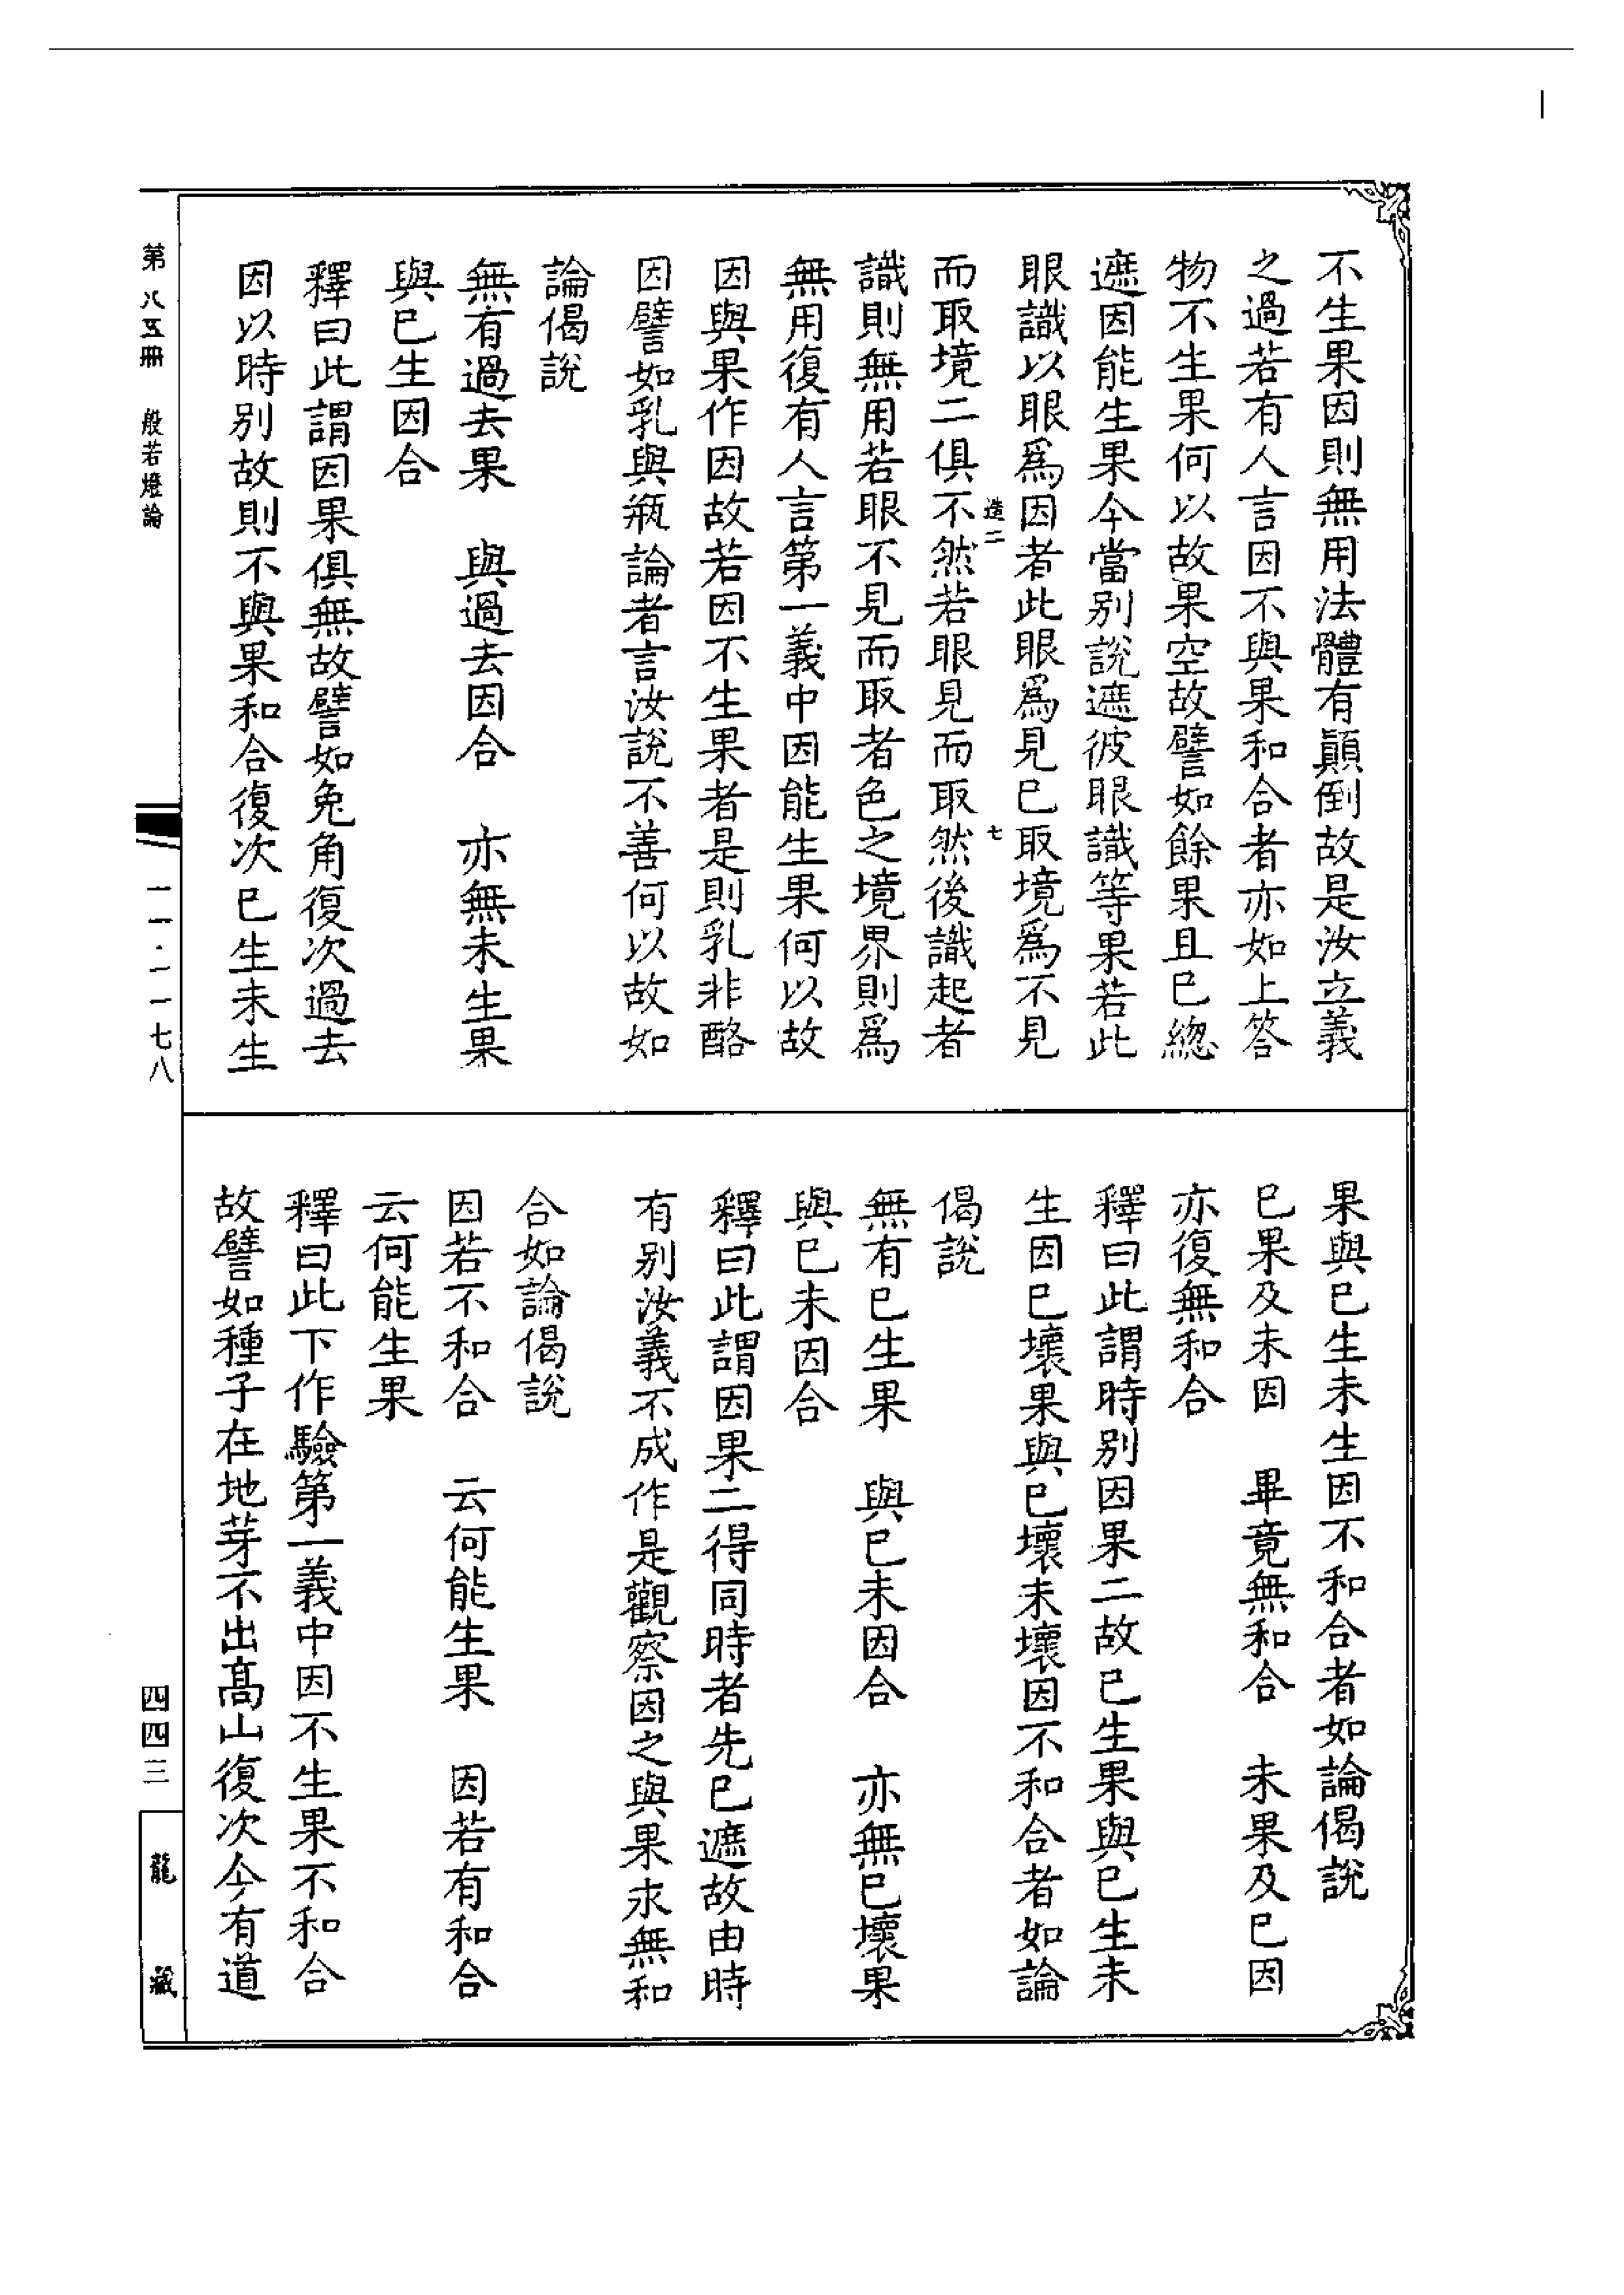 不生果因則無用法體有顚倒故是汝立義
之過若有人言因不與果和合者亦如上答
物不生果何以故果空故譬如餘果且已緫
遮因能生果今當别說遮彼眼識等果若此
眼識以眼爲因者此眼爲見已取境爲不見
而取境二俱不然若眼見而取然後識起者
識則無用若眼不見而取者色之境界則爲
無用復有人言第一義中因能生果何以故
因與果作因故若因不生果者是則乳非酪
因譬如乳與瓶論者言汝說不善何以故如
論偈說
無有過去果　與過去因合　亦無未生果
與已生因合
釋曰此謂因果俱無故譬如兔角復次過去
因以時别故則不與果和合復次已生未生
果與已生未生因不和合者如論偈說
已果及未因　畢竟無和合　未果及已因
亦復無和合
釋曰此謂時别因果二故已生果與已生未
生因已壞果與已壞未壞因不和合者如論
偈說
無有已生果　與已未因合　亦無已壞果
與已未因合
釋曰此謂因果二得同時者先已遮故由時
有别汝義不成作是觀察因之與果求無和
合如論偈說
因若不和合　云何能生果　因若有和合
云何能生果
釋曰此下作驗第一義中因不生果不和合
故譬如種子在地芽不出高山復次今有道
第八五冊　般若燈論
一一·一一七八
四四三
龍藏
造二
七